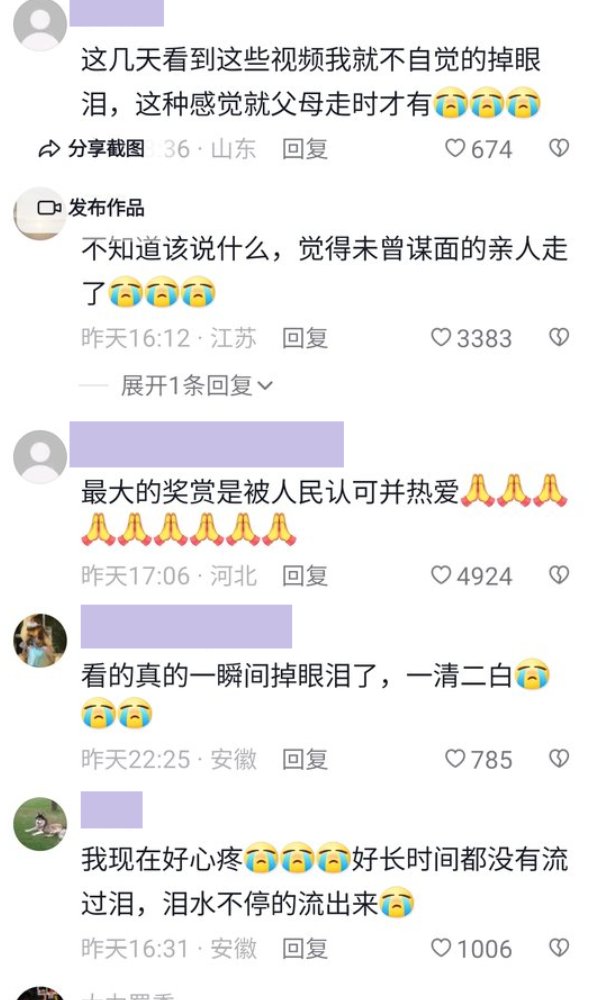 这几天看到这些视频我就不自觉的掉眼
泪，这种感觉就父母走时才有😭😭😭
分享截图 36 · 山东 回复 674
发布作品
不知道该说什么，觉得未曾谋面的亲人走
了😭😭😭
昨天16:12 · 江苏 回复 3383
展开1条回复
最大的奖赏是被人民认可并热爱🙏🙏🙏
🙏🙏🙏🙏🙏🙏
昨天17:06 · 河北 回复 4924
看的真的一瞬间掉眼泪了，一清二白😭
😭😭
昨天22:25 · 安徽 回复 785
我现在好心疼😭😭😭好长时间都没有流
过泪，泪水不停的流出来😭
昨天16:31 · 安徽 回复 1006